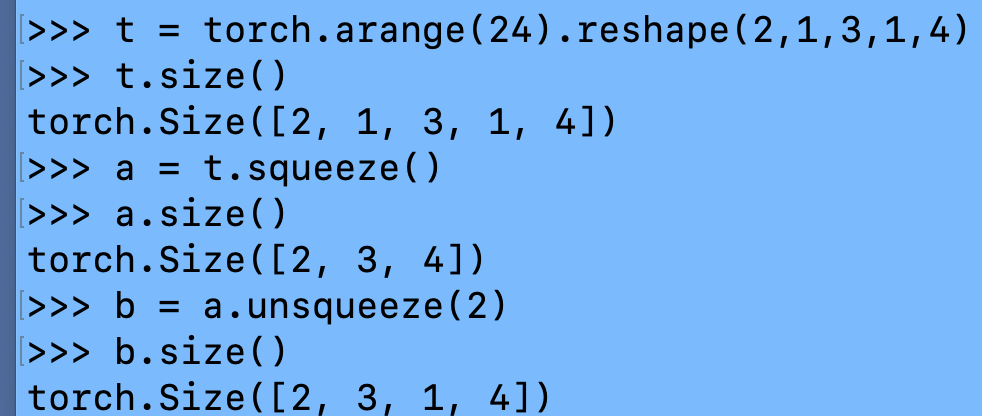 [>>> t = torch.arange(24).reshape(2,1,3,1,4)
[>>> t.size()
torch.Size([2, 1, 3, 1, 4])
[>>> a = t.squeeze()
[>>> a.size()
torch.Size([2, 3, 4])
[>>> b = a.unsqueeze(2)
[>>> b.size()
torch.Size([2, 3, 1, 4])